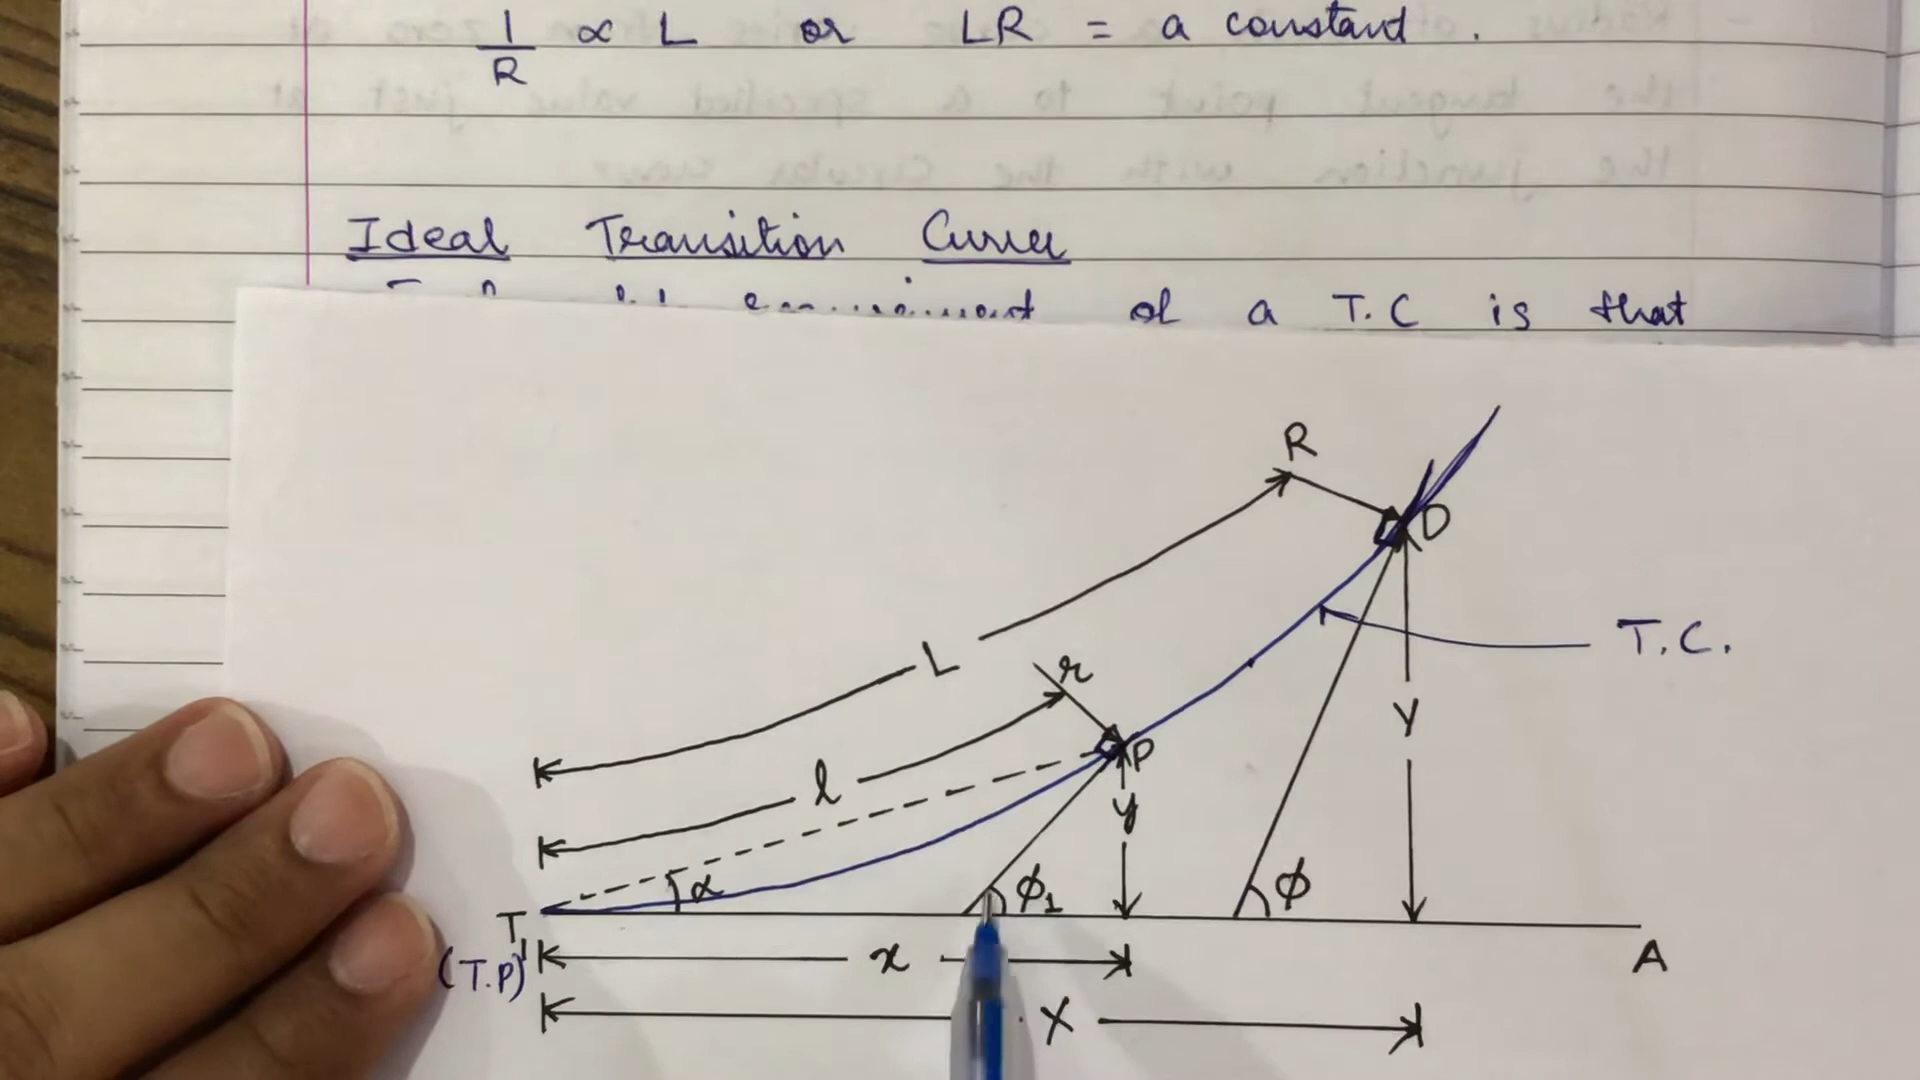 1/R ∝ L or LR = a constant.
Ideal Transition Curve
of a T.C is that
R
D
T.C.
L
r
l
P
Y
y
α
ϕ₁
ϕ
T
(T.P)
x
A
X